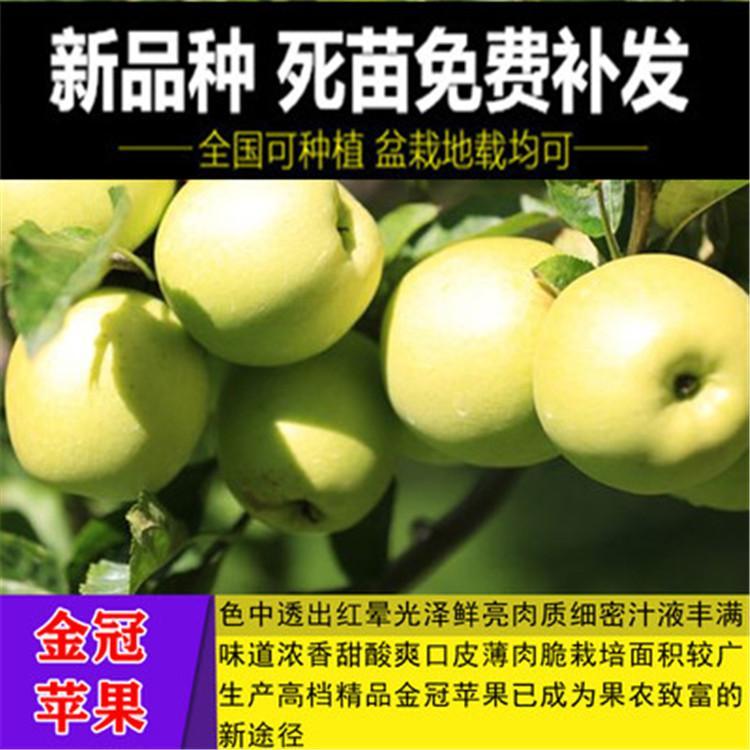 新品种 死苗免费补发
全国可种植 盆栽地载均可
金冠
苹果
色中透出红晕光泽鲜亮肉质细密汁液丰满
味道浓香甜酸爽口皮薄肉脆栽培面积较广
生产高档精品金冠苹果已成为果农致富的
新途径